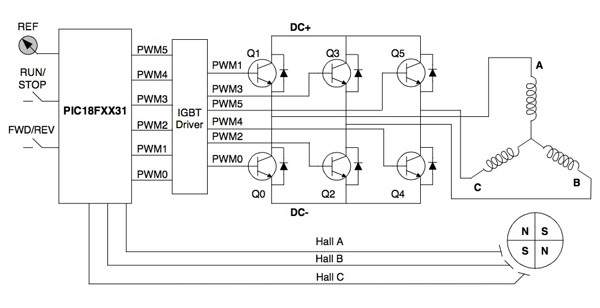 REF
DC+
Q1
Q3
Q5
PWM5
PWM1
A
RUN/
STOP
PWM4
PWM3
PIC18FXX31
PWM3
IGBT
Driver
PWM5
PWM4
FWD/REV
PWM2
PWM2
PWM1
PWM0
PWM0
C
B
Q0
Q2
Q4
DC-
N S
S N
Hall A
Hall B
Hall C